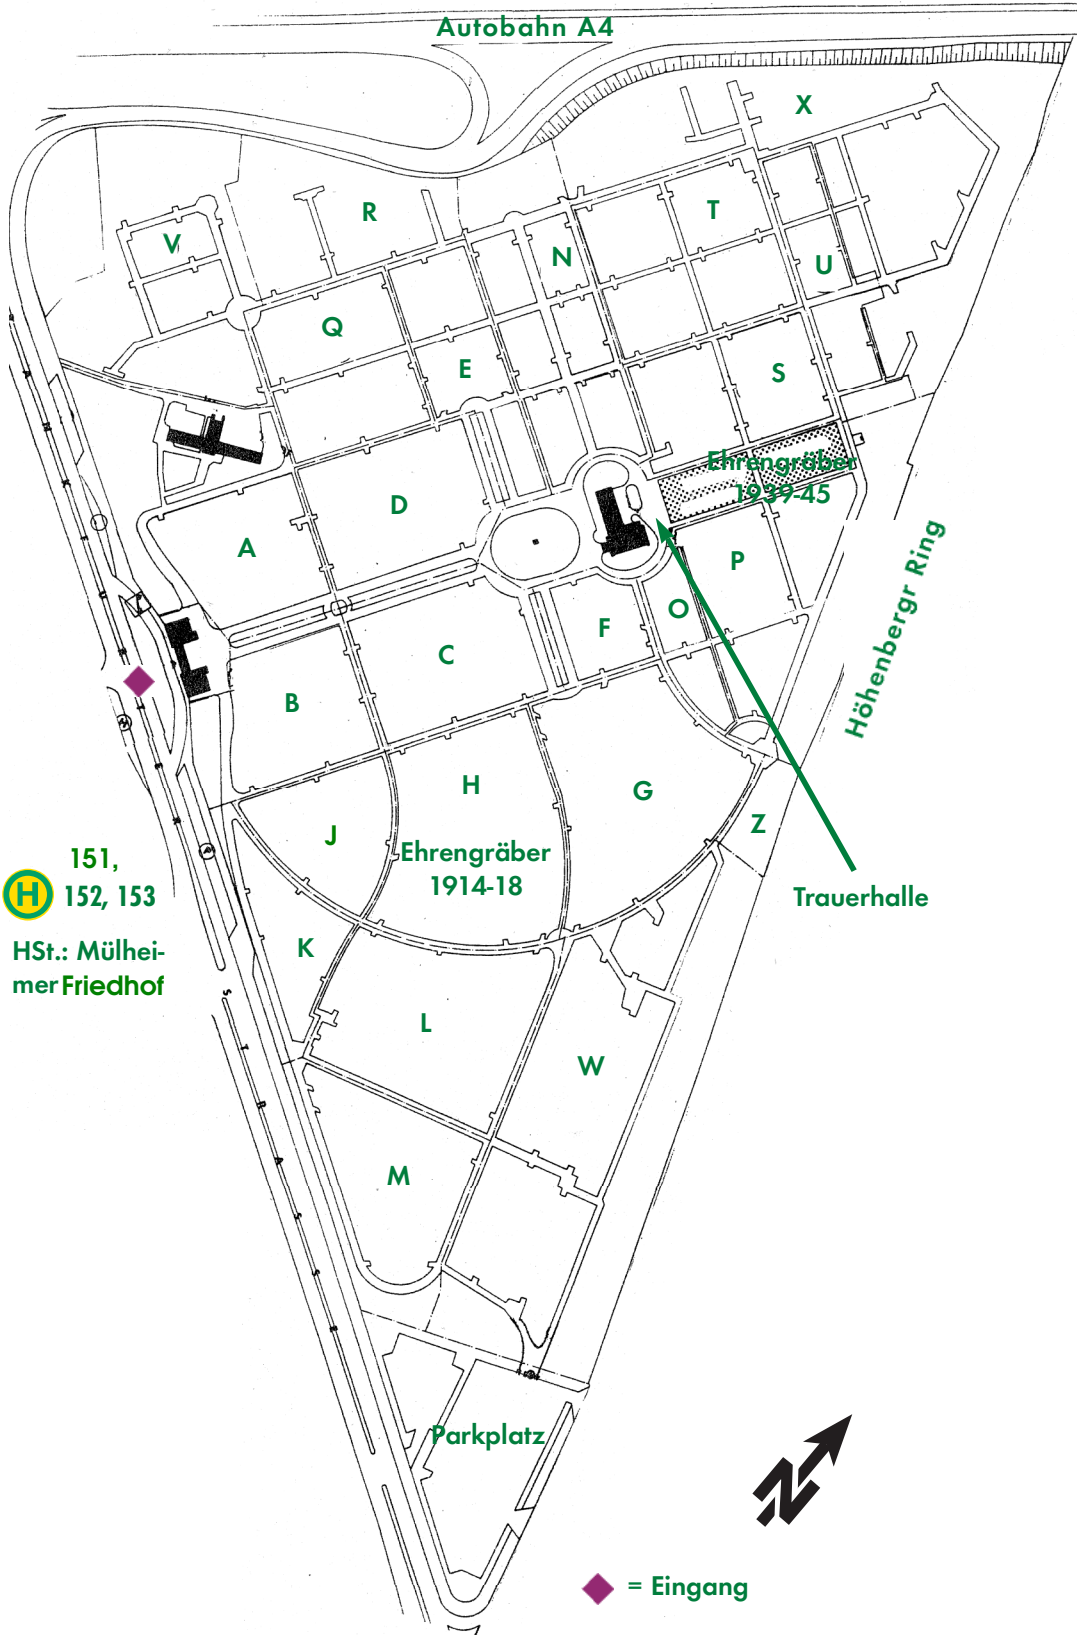 Autobahn A4
X
R
T
V
N
U
Q
E
S
Ehrengräber
1939-45
D
A
P
O
F
C
B
Höhenbergr Ring
H
G
J
Z
Ehrengräber
1914-18
151,
H 152, 153
HSt.: Mülhei-
mer Friedhof
Trauerhalle
K
L
W
M
S
T
R
A
S
S
E
Parkplatz
N
= Eingang